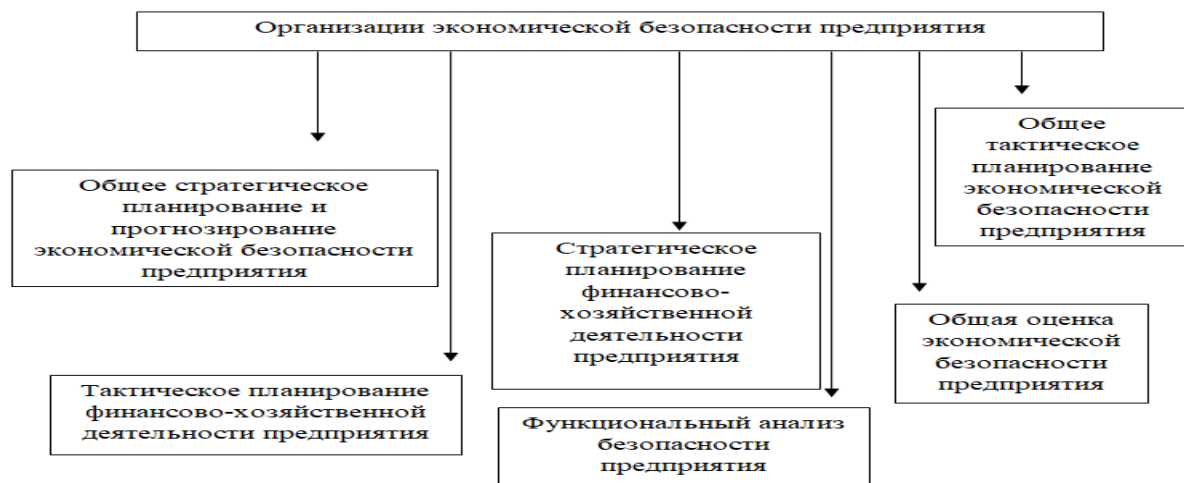 Организации экономической безопасности предприятия
Общее стратегическое
планирование и
прогнозирование
экономической безопасности
предприятия
Тактическое планирование
финансово-хозяйственной
деятельности предприятия
Стратегическое
планирование
финансово-
хозяйственной
деятельности
предприятия
Функциональный анализ
безопасности
предприятия
Общее
тактическое
планирование
экономической
безопасности
предприятия
Общая оценка
экономической
безопасности
предприятия